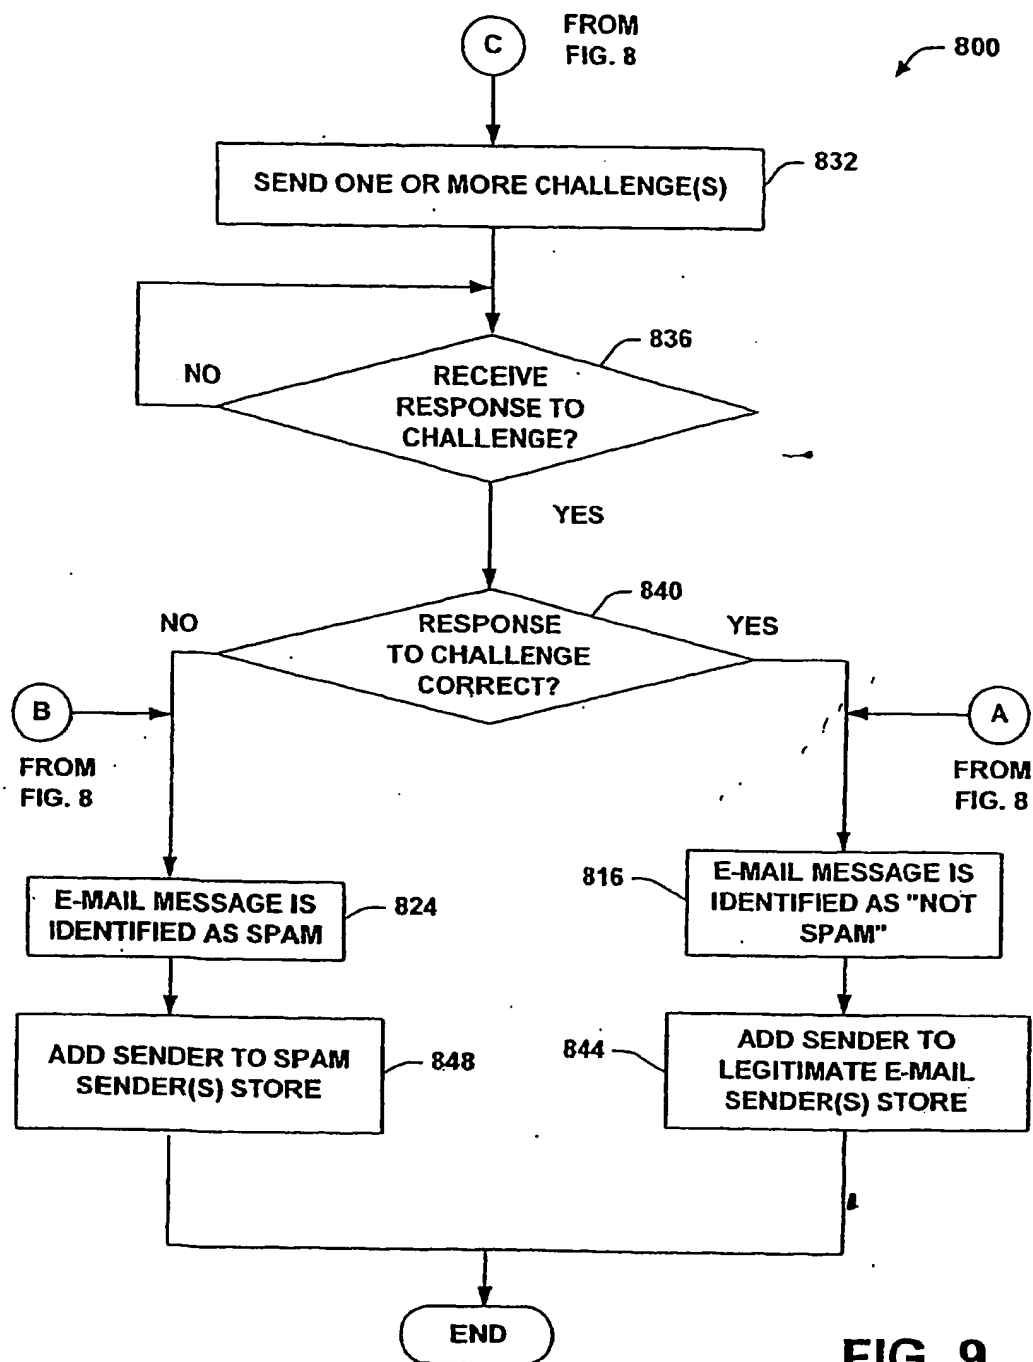 C
FROM
FIG. 8
800
SEND ONE OR MORE CHALLENGE(S)
832
836
NO
RECEIVE
RESPONSE TO
CHALLENGE?
YES
840
NO
RESPONSE
TO CHALLENGE
CORRECT?
YES
B
FROM
FIG. 8
A
FROM
FIG. 8
E-MAIL MESSAGE IS
IDENTIFIED AS SPAM
824
816
E-MAIL MESSAGE IS
IDENTIFIED AS "NOT
SPAM"
ADD SENDER TO SPAM
SENDER(S) STORE
848
844
ADD SENDER TO
LEGITIMATE E-MAIL
SENDER(S) STORE
END
FIG. 9